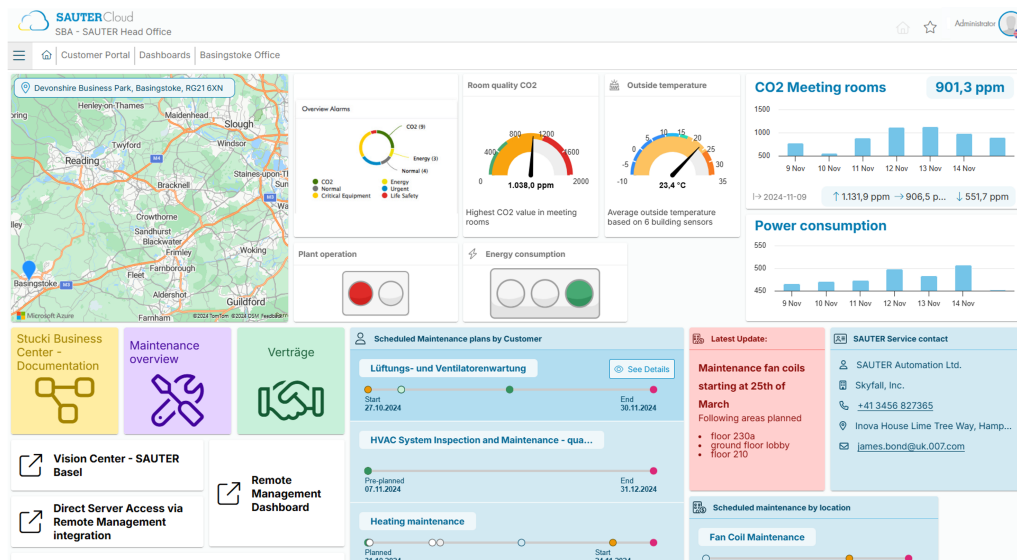 SAUTER Cloud
SBA - SAUTER Head Office
Administrator
Customer Portal
Dashboards
Basingstoke Office
Devonshire Business Park, Basingstoke, RG21 6XN
Henley-on-Thames
Maidenhead
Slough
Twyford
Windsor
Reading
M4
Staines-upon-T
Bracknell
Crowthorne
Sandhurst
Blackwater
Frimley
Woking
Farnborough
Fleet
Basingstoke
M3
Aldershot
Guildford
Farnham
Microsoft Azure
©2024 TomTom ©2024 OSM Feedback
Overview Alarms
CO2 (9)
Energy (3)
Normal (4)
CO2
Energy
Normal
Urgent
Critical Equipment
Life Safety
Room quality CO2
0
400
800
1200
1600
2000
1.038,0 ppm
Highest CO2 value in meeting
rooms
Outside temperature
-10
-5
0
5
10
15
20
25
30
35
23,4 °C
Average outside temperature
based on 6 building sensors
CO2 Meeting rooms
901,3 ppm
1500
1000
500
9 Nov
10 Nov
11 Nov
12 Nov
13 Nov
14 Nov
2024-11-09
↑ 1.131,9 ppm → 906,5 p... ↓ 551,7 ppm
Power consumption
550
500
450
9 Nov
10 Nov
11 Nov
12 Nov
13 Nov
14 Nov
Plant operation
Energy consumption
Stucki Business
Center -
Documentation
Maintenance
overview
Verträge
Vision Center - SAUTER
Basel
Direct Server Access via
Remote Management
integration
Remote
Management
Dashboard
Scheduled Maintenance plans by Customer
Lüftungs- und Ventilatorenwartung
See Details
Start
27.10.2024
End
30.11.2024
HVAC System Inspection and Maintenance - qua...
Pre-planned
07.11.2024
End
31.12.2024
Heating maintenance
Planned
Start
Latest Update:
Maintenance fan coils
starting at 25th of
March
Following areas planned
floor 230a
ground floor lobby
floor 210
SAUTER Service contact
SAUTER Automation Ltd.
Skyfall, Inc.
+41 3456 827365
Inova House Lime Tree Way, Hamp...
james.bond@uk.007.com
Scheduled maintenance by location
Fan Coil Maintenance